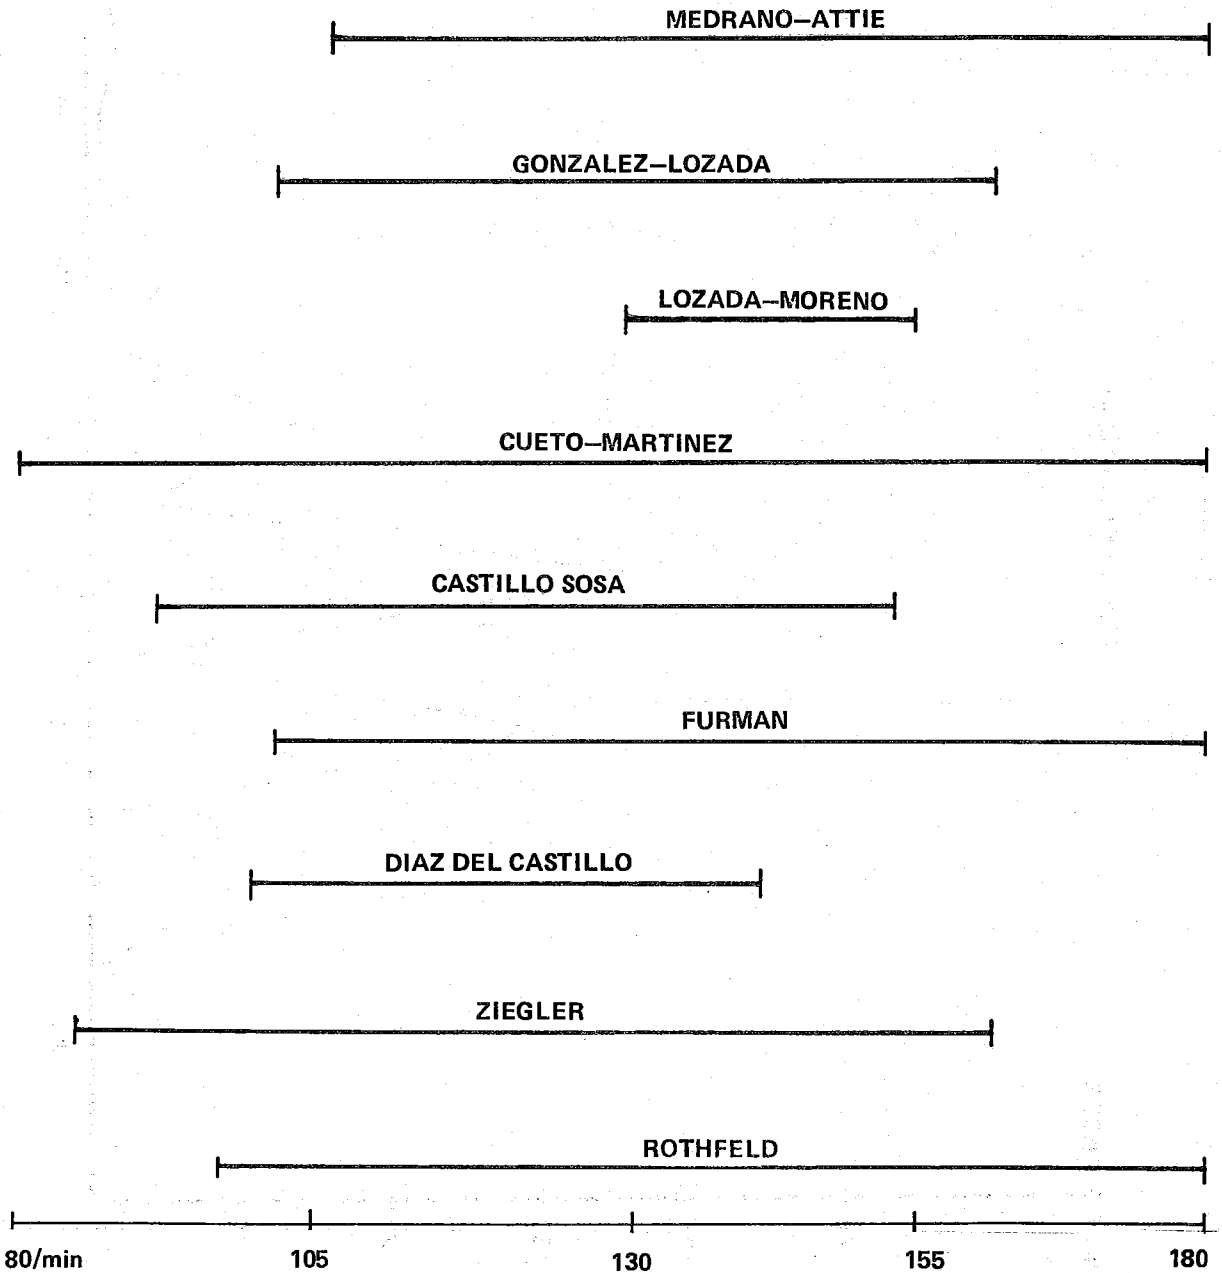 MEDRANO–ATTIE
GONZALEZ–LOZADA
LOZADA–MORENO
CUETO–MARTINEZ
CASTILLO SOSA
FURMAN
DIAZ DEL CASTILLO
ZIEGLER
ROTHFELD
80/min 105 130 155 180